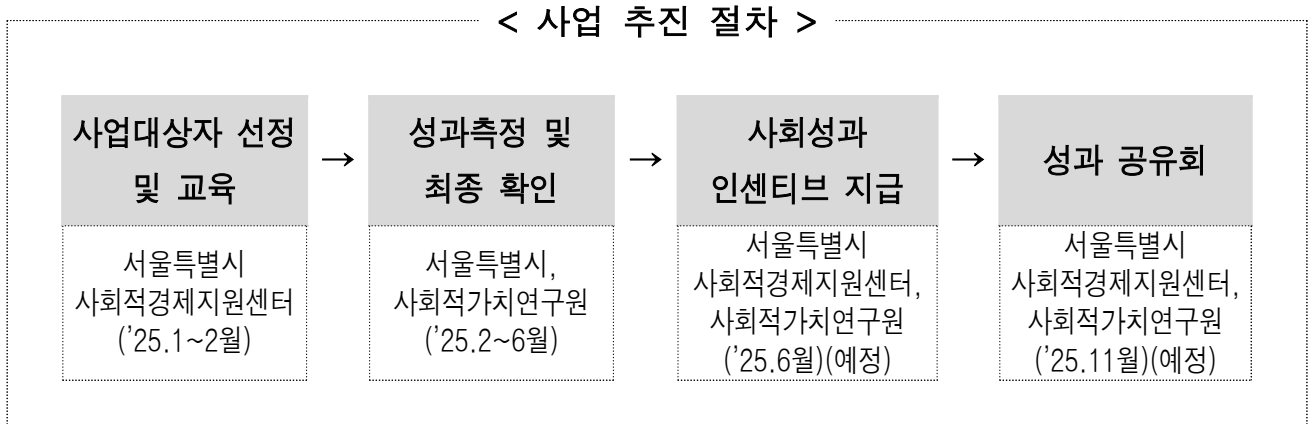 < 사업 추진 절차 >
사업대상자 선정
및 교육
→
성과측정 및
최종 확인
→
사회성과
인센티브 지급
→
성과 공유회
서울특별시
사회적경제지원센터
(’25.1~2월)
서울특별시,
사회적가치연구원
(’25.2~6월)
서울특별시
사회적경제지원센터,
사회적가치연구원
(’25.6월)(예정)
서울특별시
사회적경제지원센터,
사회적가치연구원
(’25.11월)(예정)